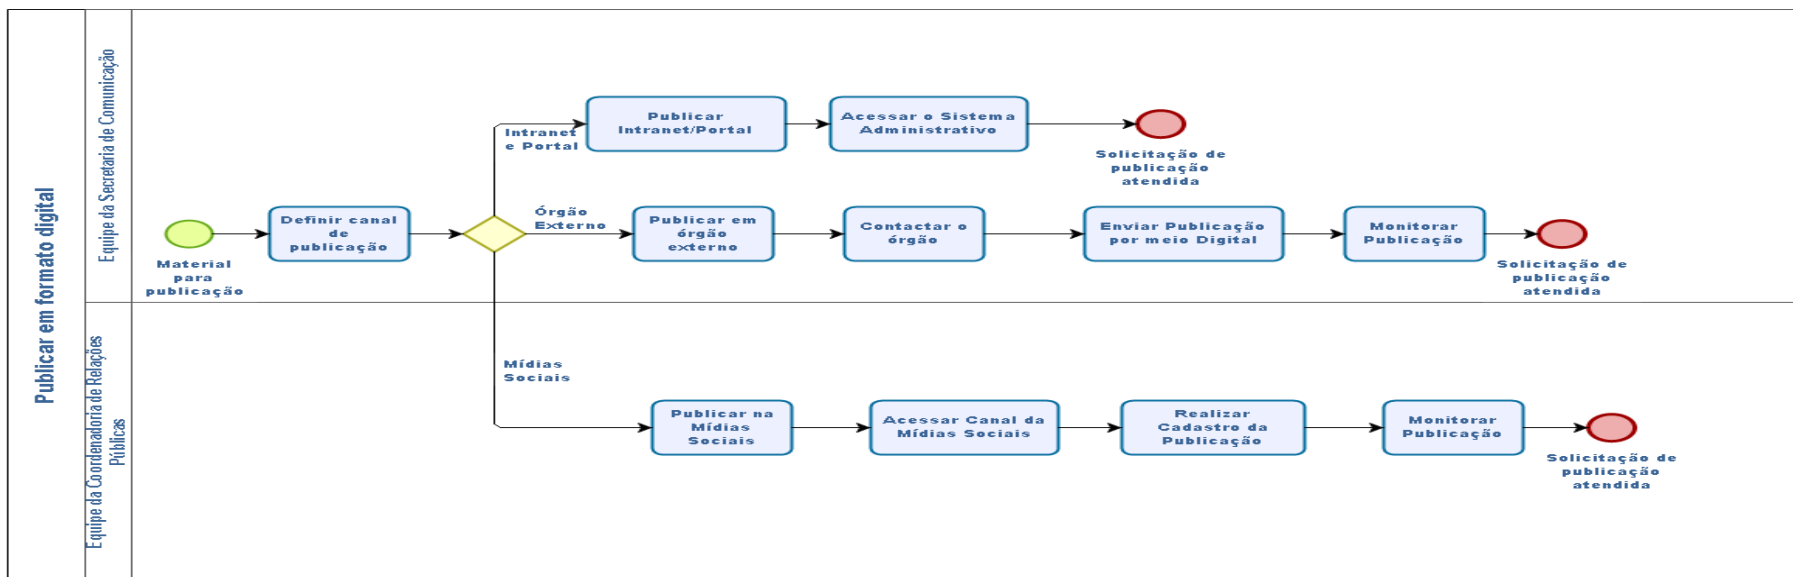 Publicar em formato digital
Equipe da Secretaria de Comunicação
Material
para
publicação
Definir canal
de
publicação
Intranet
e Portal
Publicar
Intranet/Portal
Acessar o Sistema
Administrativo
Solicitação de
publicação
atendida
Órgão
Externo
Publicar em
órgão
externo
Contactar o
órgão
Enviar Publicação
por meio Digital
Monitorar
Publicação
Solicitação de
publicação
atendida
Equipe da Coordenadoria de Relações
Públicas
Mídias
Sociais
Publicar na
Mídias
Sociais
Acessar Canal da
Mídias Sociais
Realizar
Cadastro da
Publicação
Monitorar
Publicação
Solicitação de
publicação
atendida